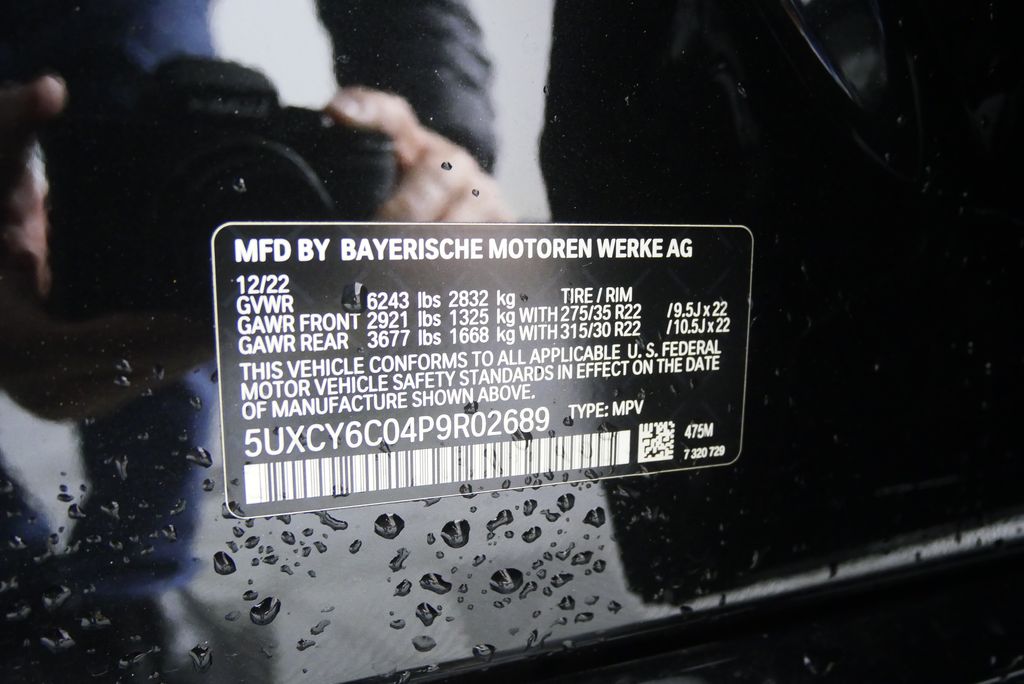 MFD BY BAYERISCHE MOTOREN WERKE AG
12/22
GVWR 6243 lbs 2832 kg TIRE / RIM
GAWR FRONT 2921 lbs 1325 kg WITH 275/35 R22 /9.5J x 22
GAWR REAR 3677 lbs 1668 kg WITH 315/30 R22 /10.5J x 22
THIS VEHICLE CONFORMS TO ALL APPLICABLE U. S. FEDERAL
MOTOR VEHICLE SAFETY STANDARDS IN EFFECT ON THE DATE
OF MANUFACTURE SHOWN ABOVE.
5UXCY6C04P9R02689 TYPE: MPV
475M
7 320 729